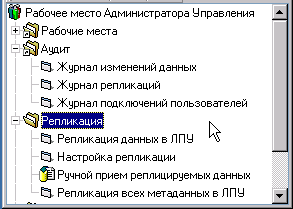 Рабочее место Администратора Управления
Рабочие места
Аудит
Журнал изменений данных
Журнал репликаций
Журнал подключений пользователей
Репликация
Репликация данных в ЛПУ
Настройка репликации
Ручной прием реплицируемых данных
Репликация всех метаданных в ЛПУ